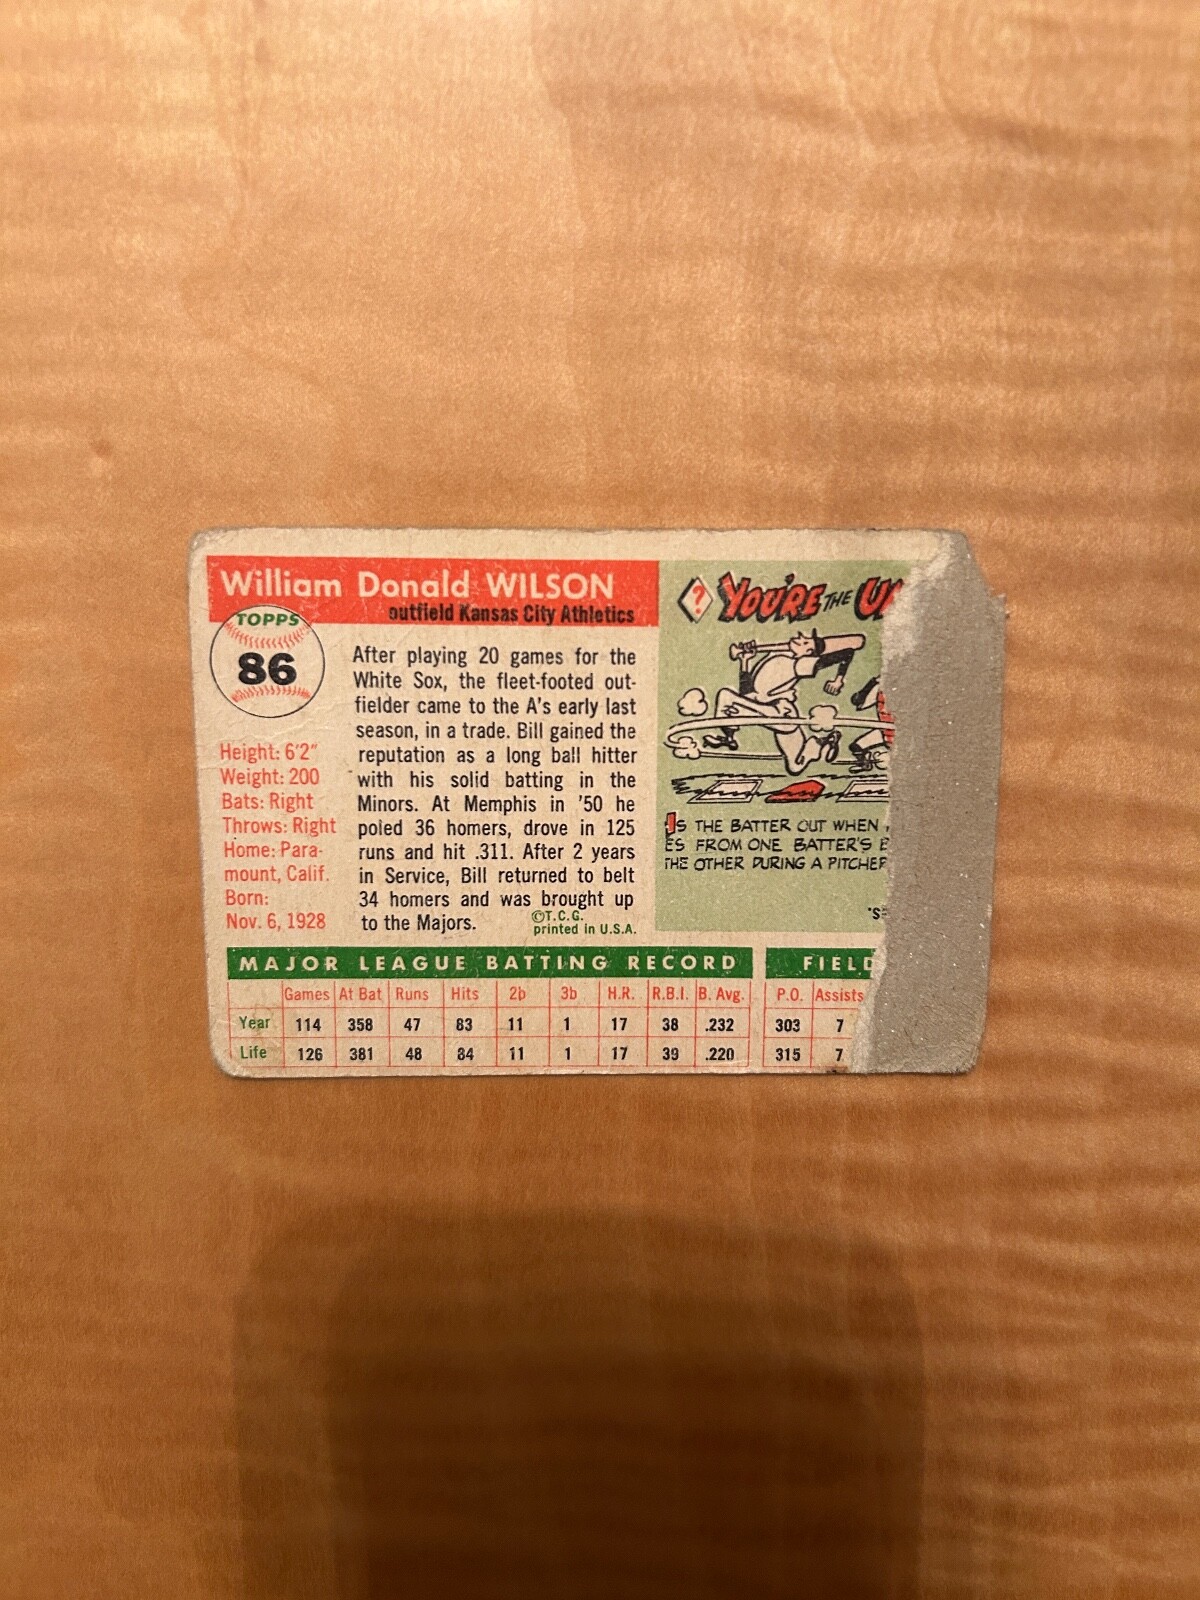 William Donald WILSON
outfield Kansas City Athletics
TOPPS
86
Height: 6'2"
Weight: 200
Bats: Right
Throws: Right
Home: Para-
mount, Calif.
Born:
Nov. 6, 1928
After playing 20 games for the
White Sox, the fleet-footed out-
fielder came to the A's early last
season, in a trade. Bill gained the
reputation as a long ball hitter
with his solid batting in the
Minors. At Memphis in '50 he
poled 36 homers, drove in 125
runs and hit .311. After 2 years
in Service, Bill returned to belt
34 homers and was brought up
to the Majors.
©T.C.G.
printed in U.S.A.
? YOU'RE THE
IS THE BATTER OUT WHEN
ES FROM ONE BATTER'S
THE OTHER DURING A PITCHER
MAJOR LEAGUE BATTING RECORD
Games At Bat Runs Hits 2b 3b H.R. R.B.I. B. Avg.
Year 114 358 47 83 11 1 17 38 .232
Life 126 381 48 84 11 1 17 39 .220
FIELD
P.O. Assists
303 7
315 7